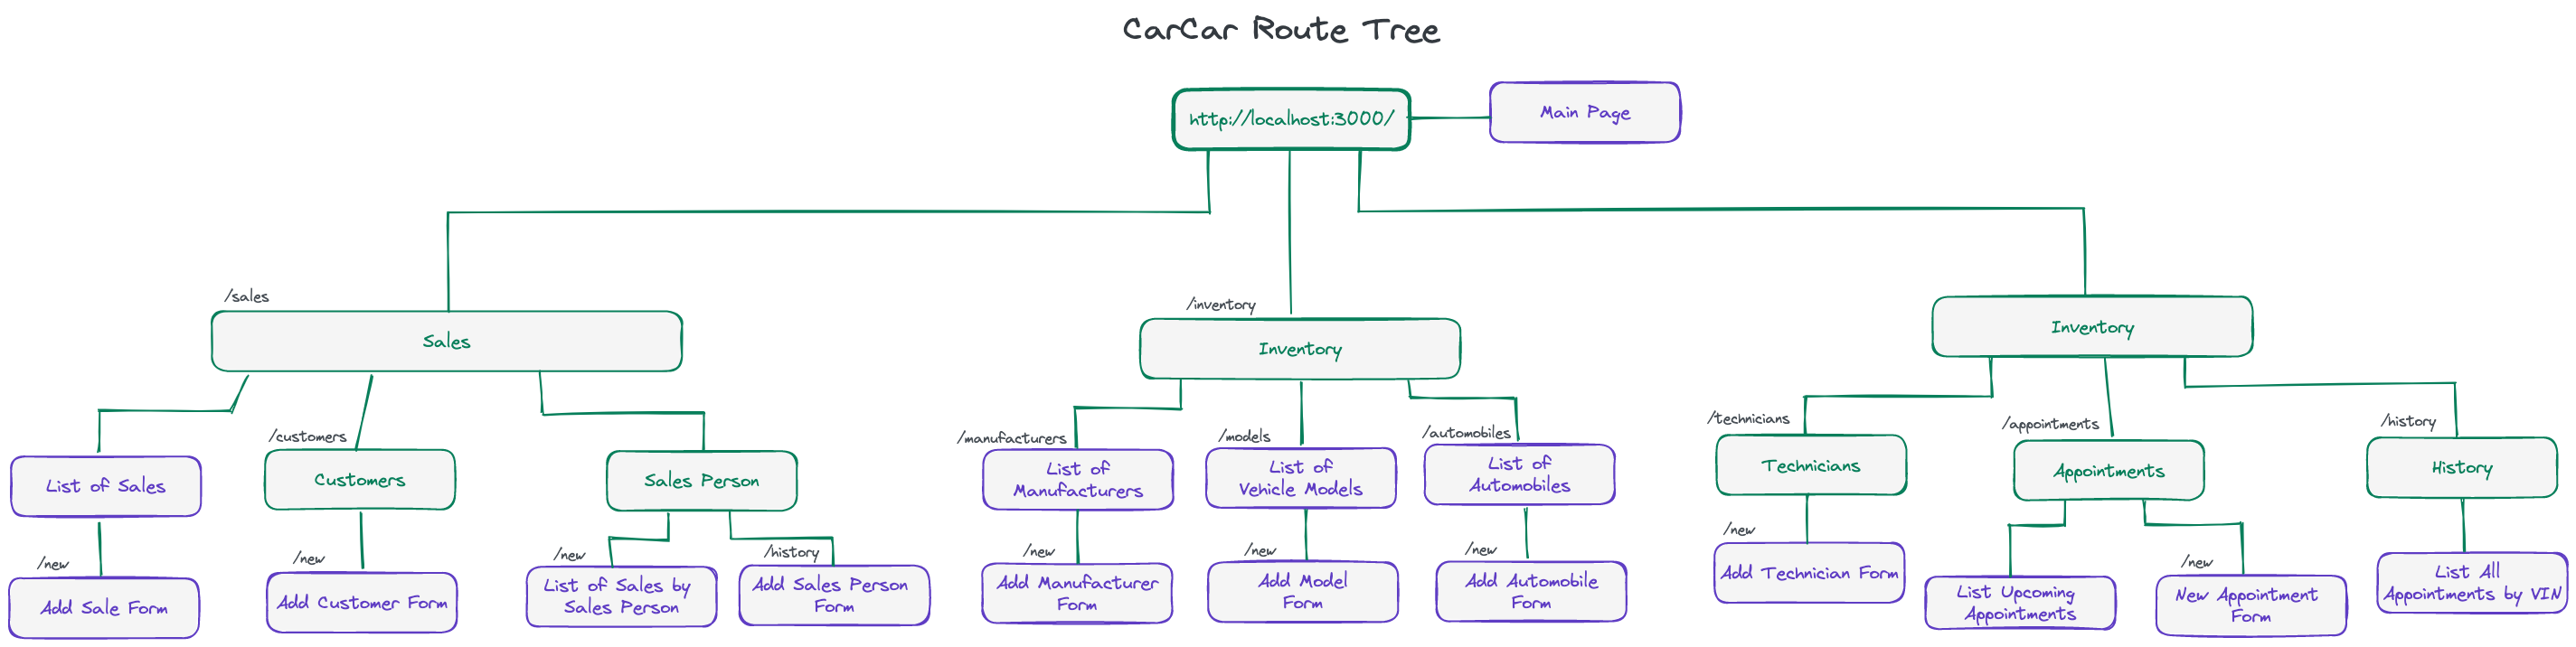 CarCar Route Tree
http://localhost:3000/
Main Page
/sales
Sales
/inventory
Inventory
Inventory
List of Sales
/new
Add Sale Form
/customers
Customers
/new
Add Customer Form
Sales Person
/new
List of Sales by
Sales Person
/history
Add Sales Person
Form
/manufacturers
List of
Manufacturers
/new
Add Manufacturer
Form
/models
List of
Vehicle Models
/new
Add Model
Form
/automobiles
List of
Automobiles
/new
Add Automobile
Form
/technicians
Technicians
/new
Add Technician Form
/appointments
Appointments
List Upcoming
Appointments
/new
New Appointment
Form
/history
History
List All
Appointments by VIN